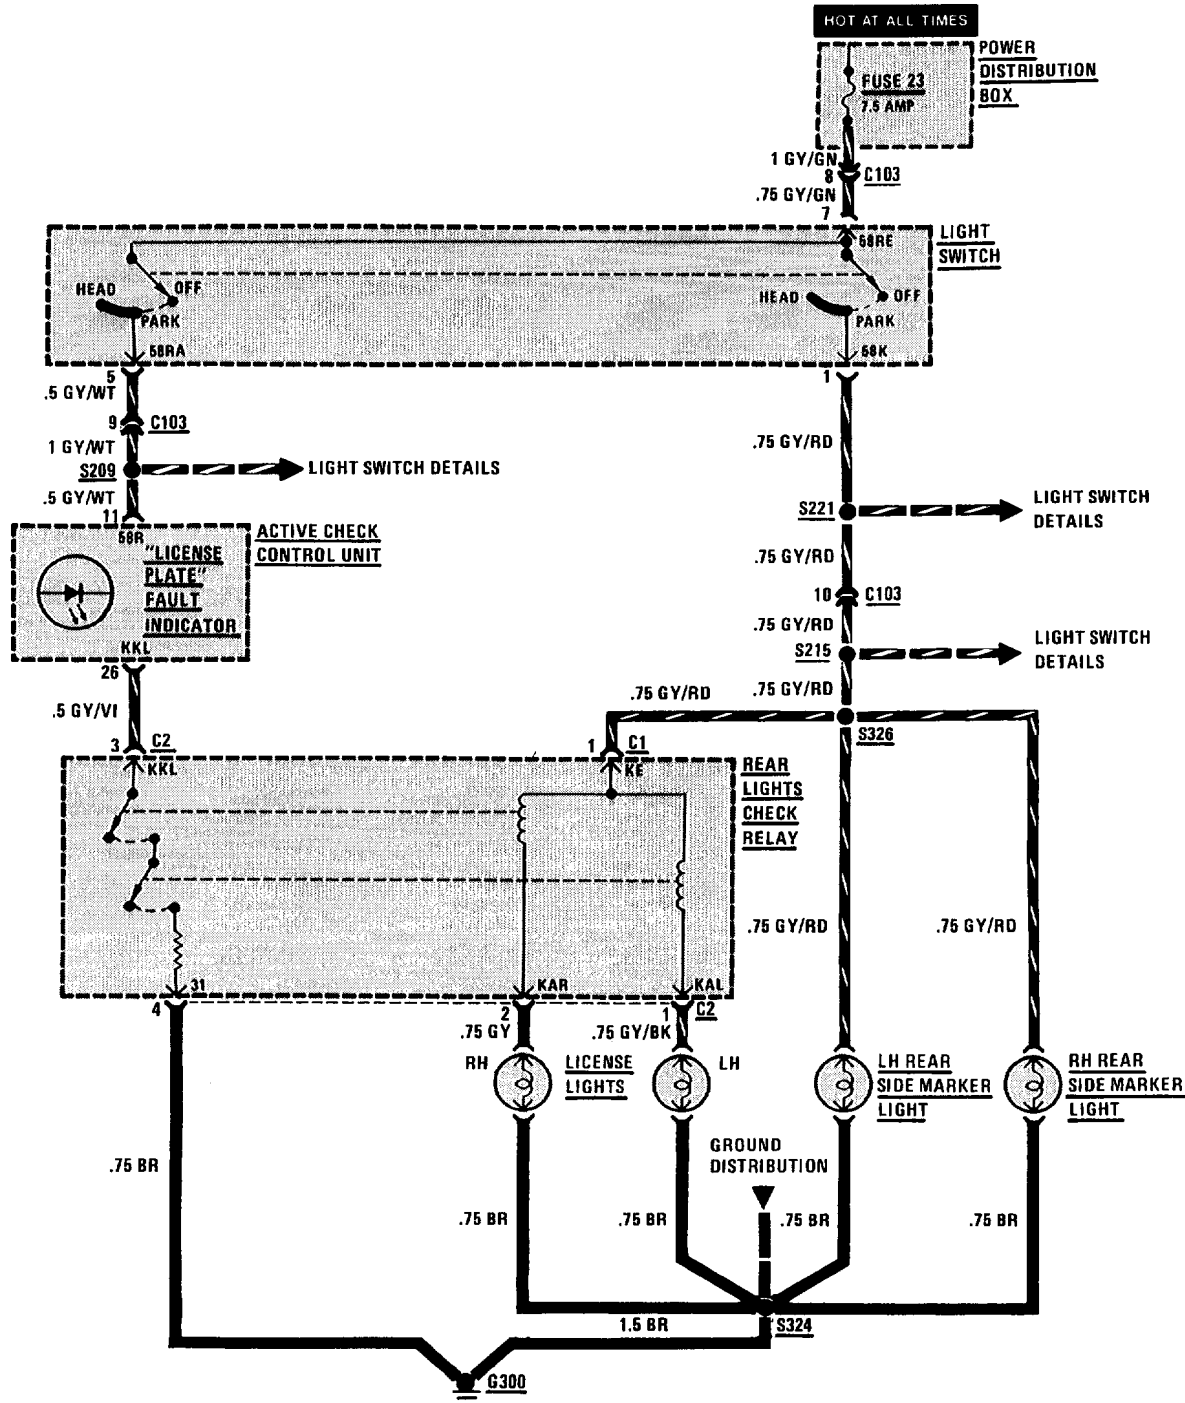 HOT AT ALL TIMES
POWER
DISTRIBUTION
BOX
FUSE 23
7.5 AMP
1 GY/GN
8
C103
.75 GY/GN
7
58RE
LIGHT
SWITCH
HEAD
OFF
PARK
58RA
HEAD
OFF
PARK
58K
5
1
.5 GY/WT
9
C103
1 GY/WT
S209
LIGHT SWITCH DETAILS
.5 GY/WT
11
.75 GY/RD
S221
LIGHT SWITCH
DETAILS
58R
"LICENSE
PLATE"
FAULT
INDICATOR
ACTIVE CHECK
CONTROL UNIT
KKL
26
.75 GY/RD
10
C103
.75 GY/RD
S215
LIGHT SWITCH
DETAILS
.75 GY/RD
.75 GY/RD
S326
.5 GY/VI
3
C2
1
C1
KKL
KE
REAR
LIGHTS
CHECK
RELAY
.75 GY/RD
.75 GY/RD
31
KAR
KAL
4
2
1
C2
.75 GY
.75 GY/BK
RH
LICENSE
LIGHTS
LH
LH REAR
SIDE MARKER
LIGHT
RH REAR
SIDE MARKER
LIGHT
GROUND
DISTRIBUTION
.75 BR
.75 BR
.75 BR
.75 BR
.75 BR
1.5 BR
S324
G300